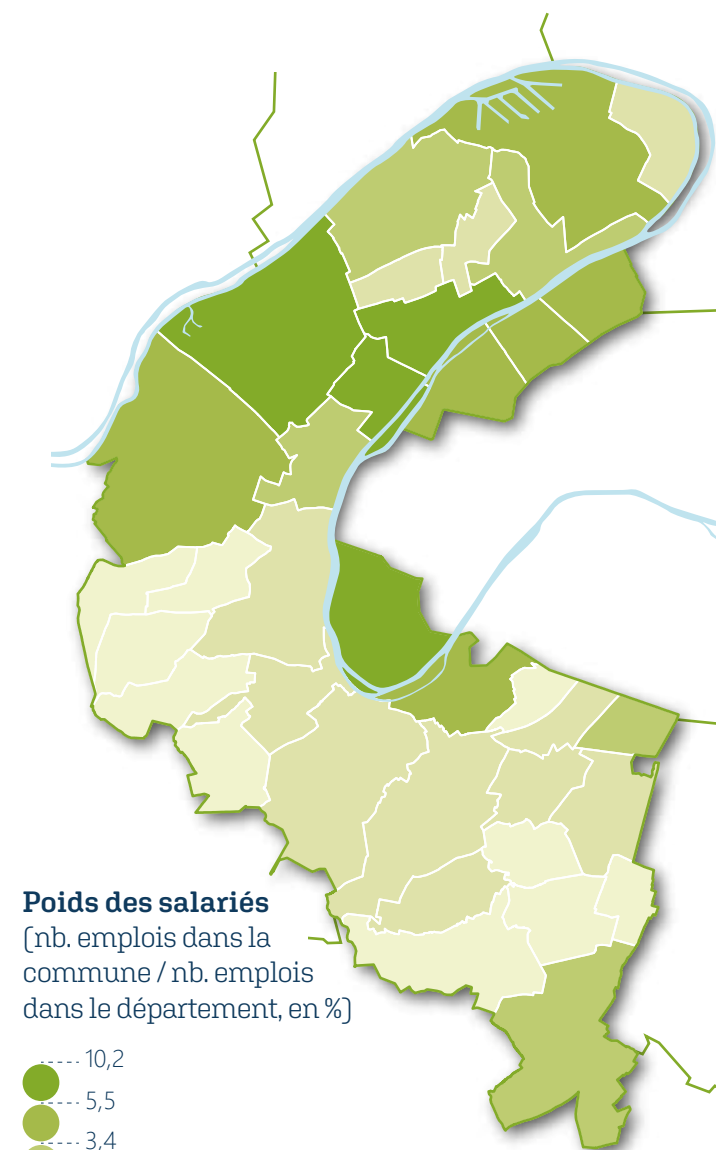 Poids des salariés
(nb. emplois dans la
commune / nb. emplois
dans le département, en %)
10,2
5,5
3,4